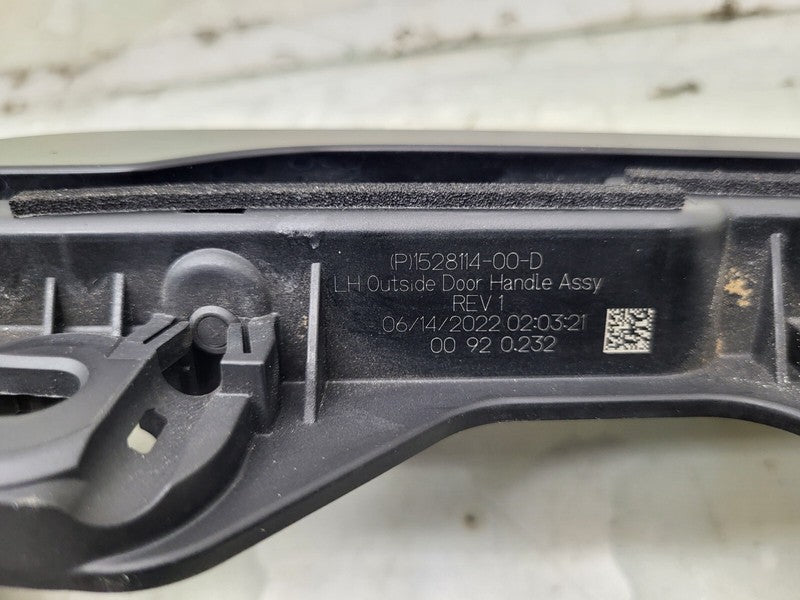 (P)1528114-00-D
LH Outside Door Handle Assy
REV 1
06/14/2022 02:03:21
00 92 0.232